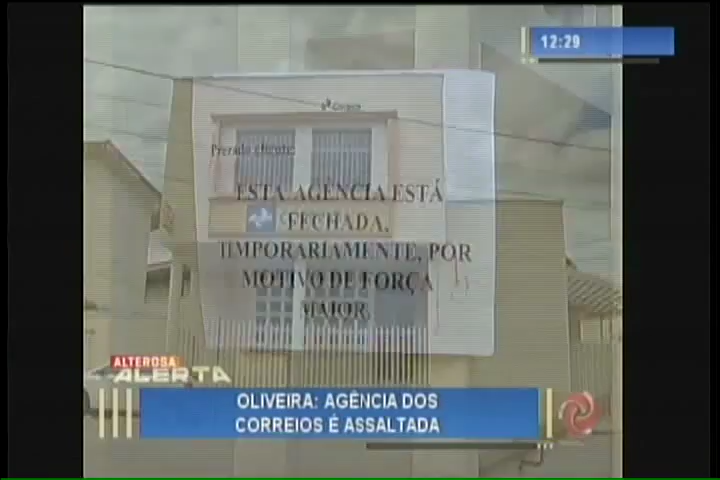 12:29
Correios
Prezado cliente:
ESTA AGÊNCIA ESTÁ
FECHADA,
TEMPORARIAMENTE, POR
MOTIVO DE FORÇA
MAIOR.
ALTEROSA
ALERTA
OLIVEIRA: AGÊNCIA DOS
CORREIOS É ASSALTADA